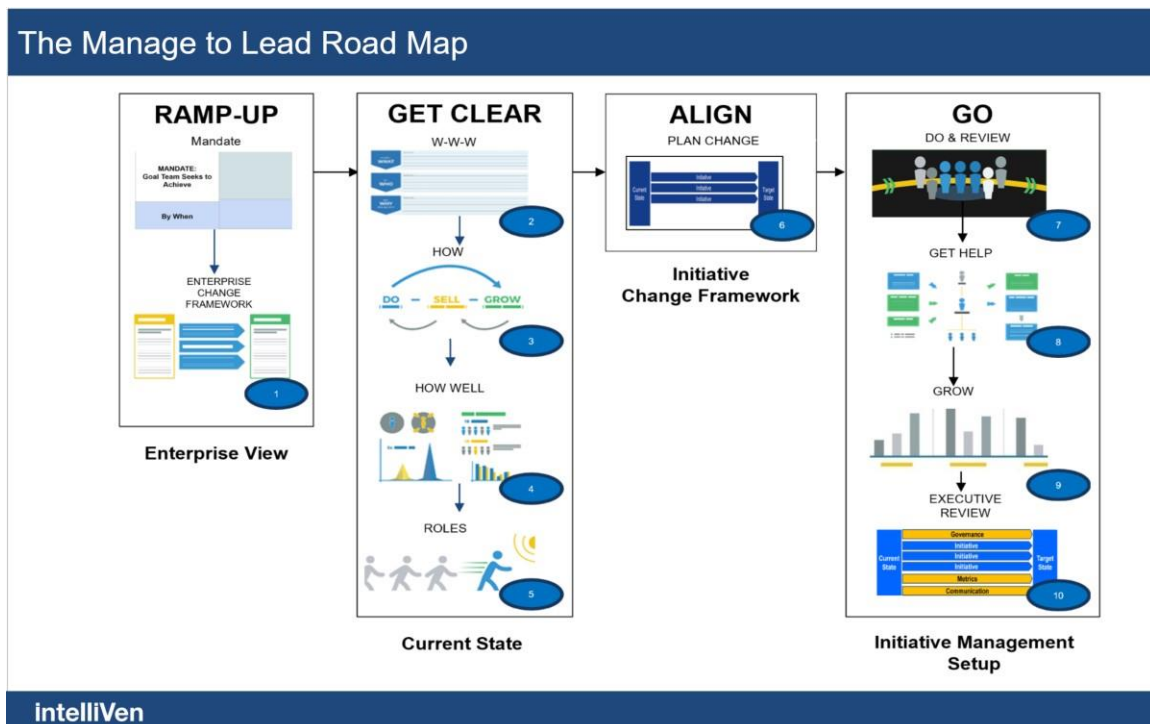 The Manage to Lead Road Map
RAMP-UP
Mandate
MANDATE:
Goal Team Seeks to
Achieve
By When
ENTERPRISE
CHANGE
FRAMEWORK
1
Enterprise View
GET CLEAR
W-W-W
WHAT
WHO
WHY
2
HOW
DO – SELL – GROW
3
HOW WELL
4
ROLES
5
Current State
ALIGN
PLAN CHANGE
Current
State
Initiative
Initiative
Initiative
Target
State
6
Initiative
Change Framework
GO
DO & REVIEW
7
GET HELP
8
GROW
9
EXECUTIVE
REVIEW
Current
State
Governance
Initiative
Initiative
Initiative
Metrics
Communication
Target
State
10
Initiative Management
Setup
intelliVen